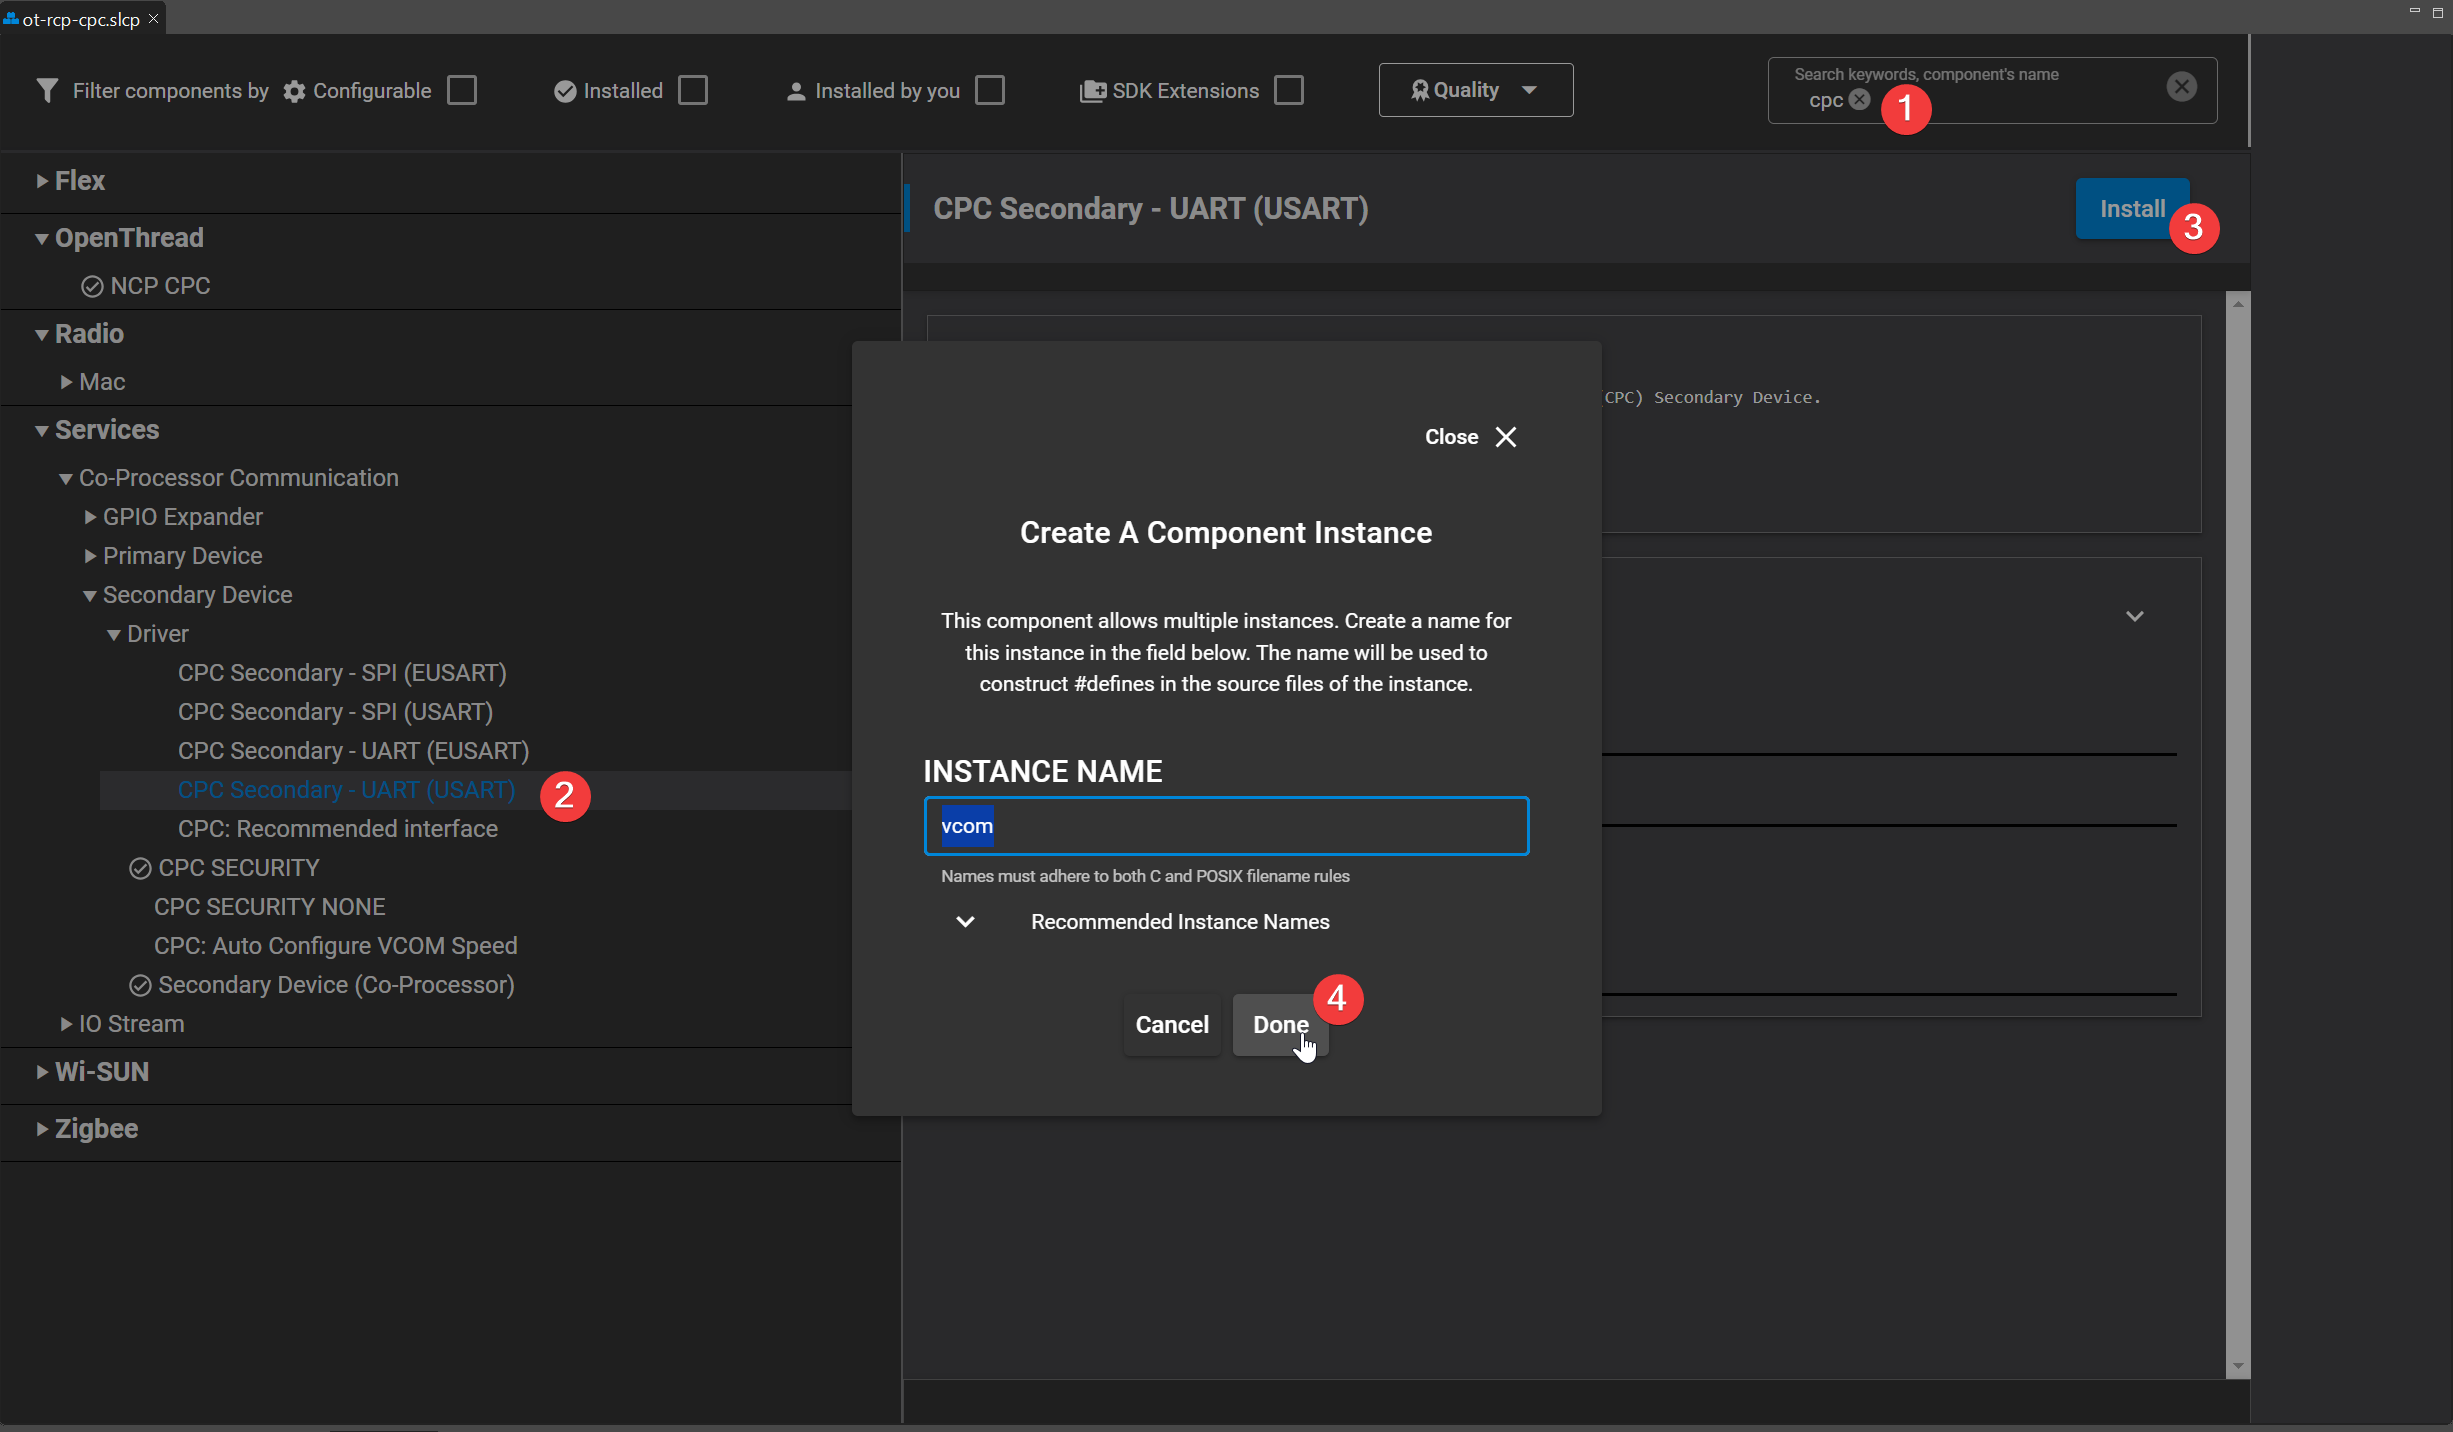 ot-rcp-cpc.slcp
Filter components by Configurable Installed Installed by you SDK Extensions Quality
Search keywords, component's name
cpc
1
Flex
OpenThread
NCP CPC
Radio
Mac
Services
Co-Processor Communication
GPIO Expander
Primary Device
Secondary Device
Driver
CPC Secondary - SPI (EUSART)
CPC Secondary - SPI (USART)
CPC Secondary - UART (EUSART)
CPC Secondary - UART (USART)
2
CPC: Recommended interface
CPC SECURITY
CPC SECURITY NONE
CPC: Auto Configure VCOM Speed
Secondary Device (Co-Processor)
IO Stream
Wi-SUN
Zigbee
CPC Secondary - UART (USART)
Install
3
CPC) Secondary Device.
Close
Create A Component Instance
This component allows multiple instances. Create a name for
this instance in the field below. The name will be used to
construct #defines in the source files of the instance.
INSTANCE NAME
vcom
Names must adhere to both C and POSIX filename rules
Recommended Instance Names
Cancel
Done
4